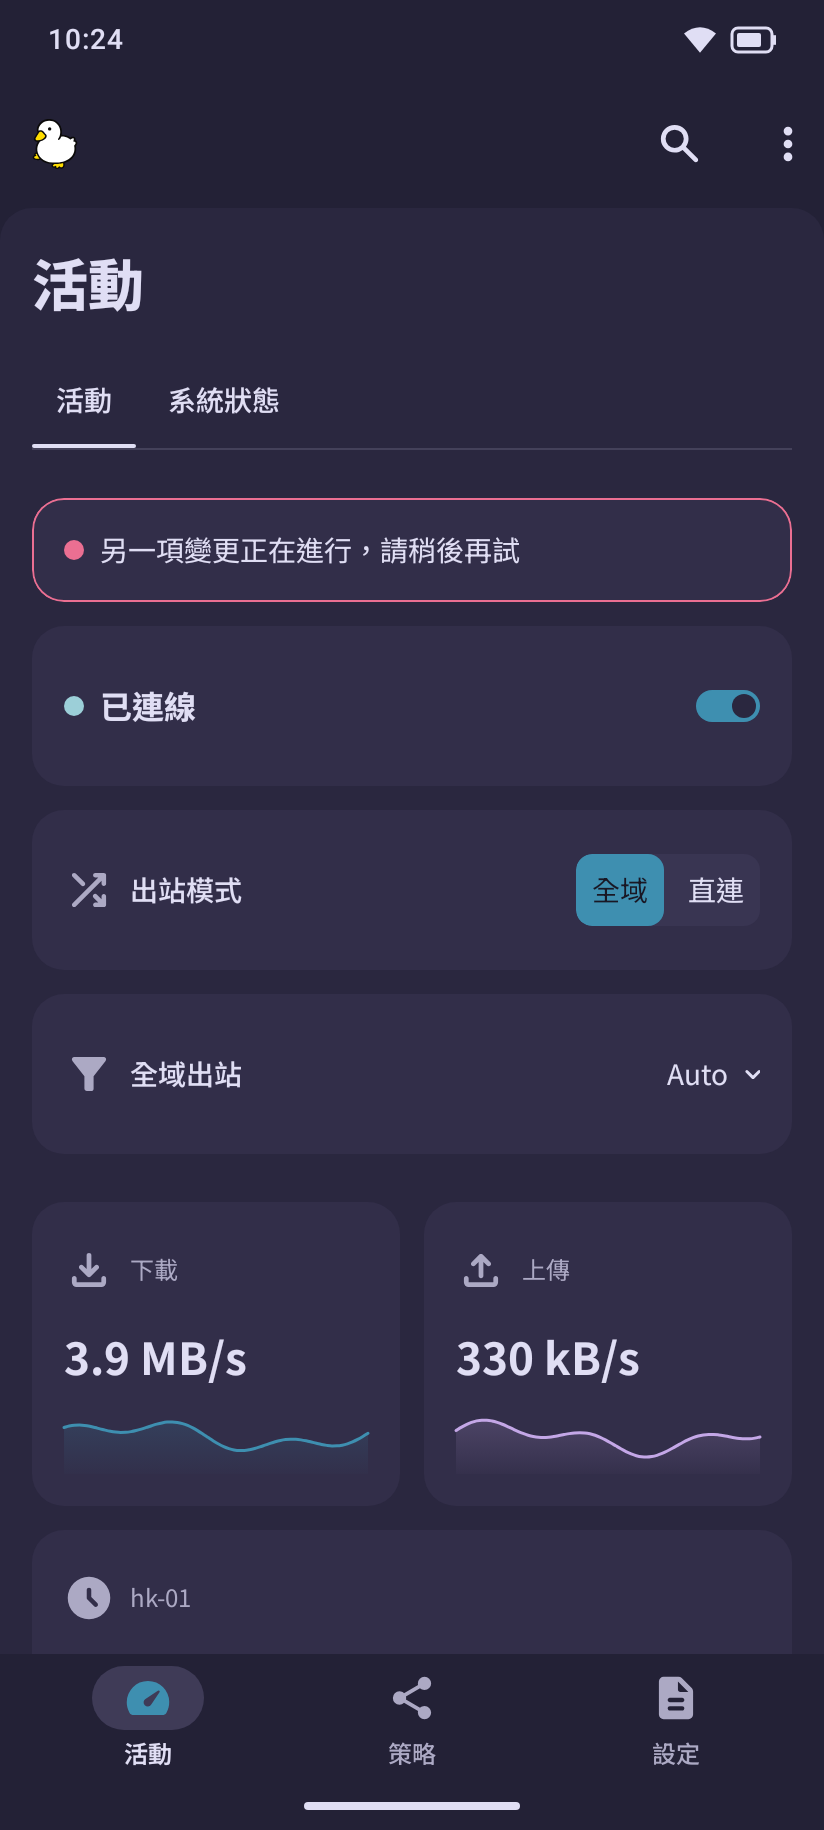 10:24
活動
活動
系統狀態
另一項變更正在進行，請稍後再試
已連線
出站模式
全域
直連
全域出站
Auto
下載
上傳
3.9 MB/s
330 kB/s
hk-01
活動
策略
設定